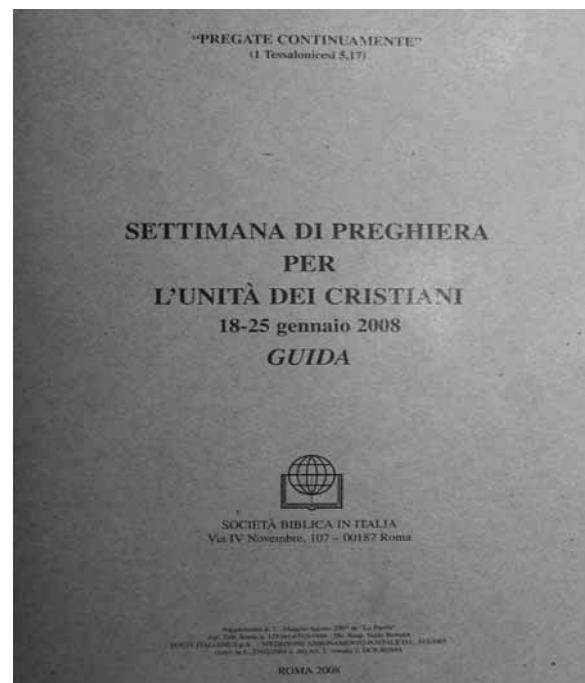 “PREGATE CONTINUAMENTE”
(1 Tessalonicesi 5,17)
SETTIMANA DI PREGHIERA
PER
L’UNITÀ DEI CRISTIANI
18-25 gennaio 2008
GUIDA
SOCIETÀ BIBLICA IN ITALIA
Via IV Novembre, 107 – 00187 Roma
ROMA 2008